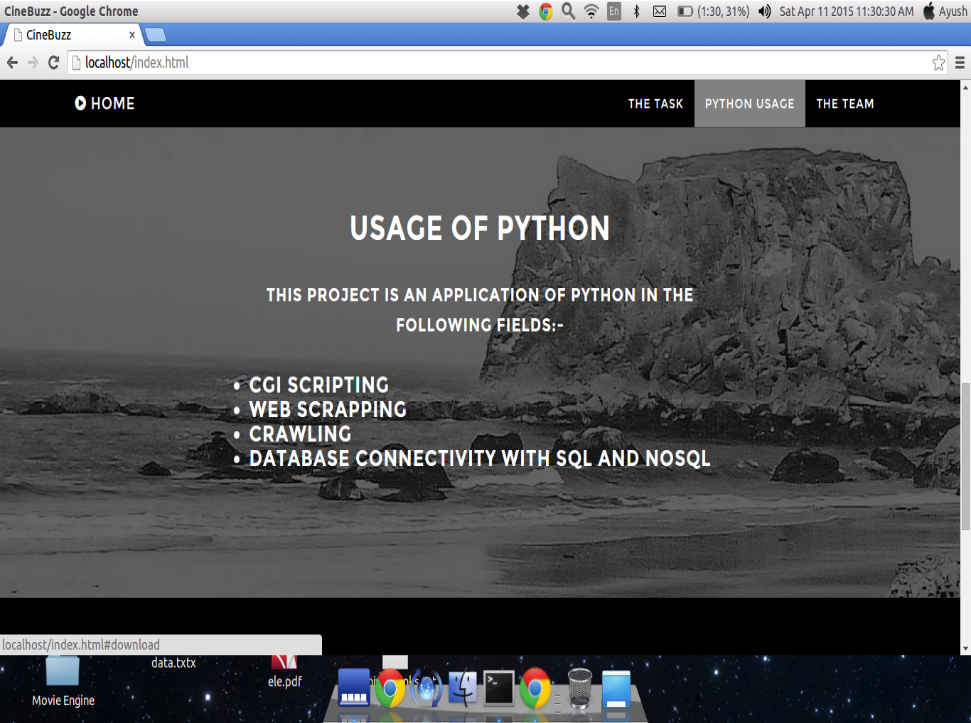 CineBuzz - Google Chrome
En
(1:30, 31%)
Sat Apr 11 2015 11:30:30 AM
Ayush
CineBuzz
localhost/index.html
HOME
THE TASK
PYTHON USAGE
THE TEAM
USAGE OF PYTHON
THIS PROJECT IS AN APPLICATION OF PYTHON IN THE
FOLLOWING FIELDS:-
• CGI SCRIPTING
• WEB SCRAPPING
• CRAWLING
• DATABASE CONNECTIVITY WITH SQL AND NOSQL
localhost/index.html#download
data.txtx
ele.pdf
Movie Engine